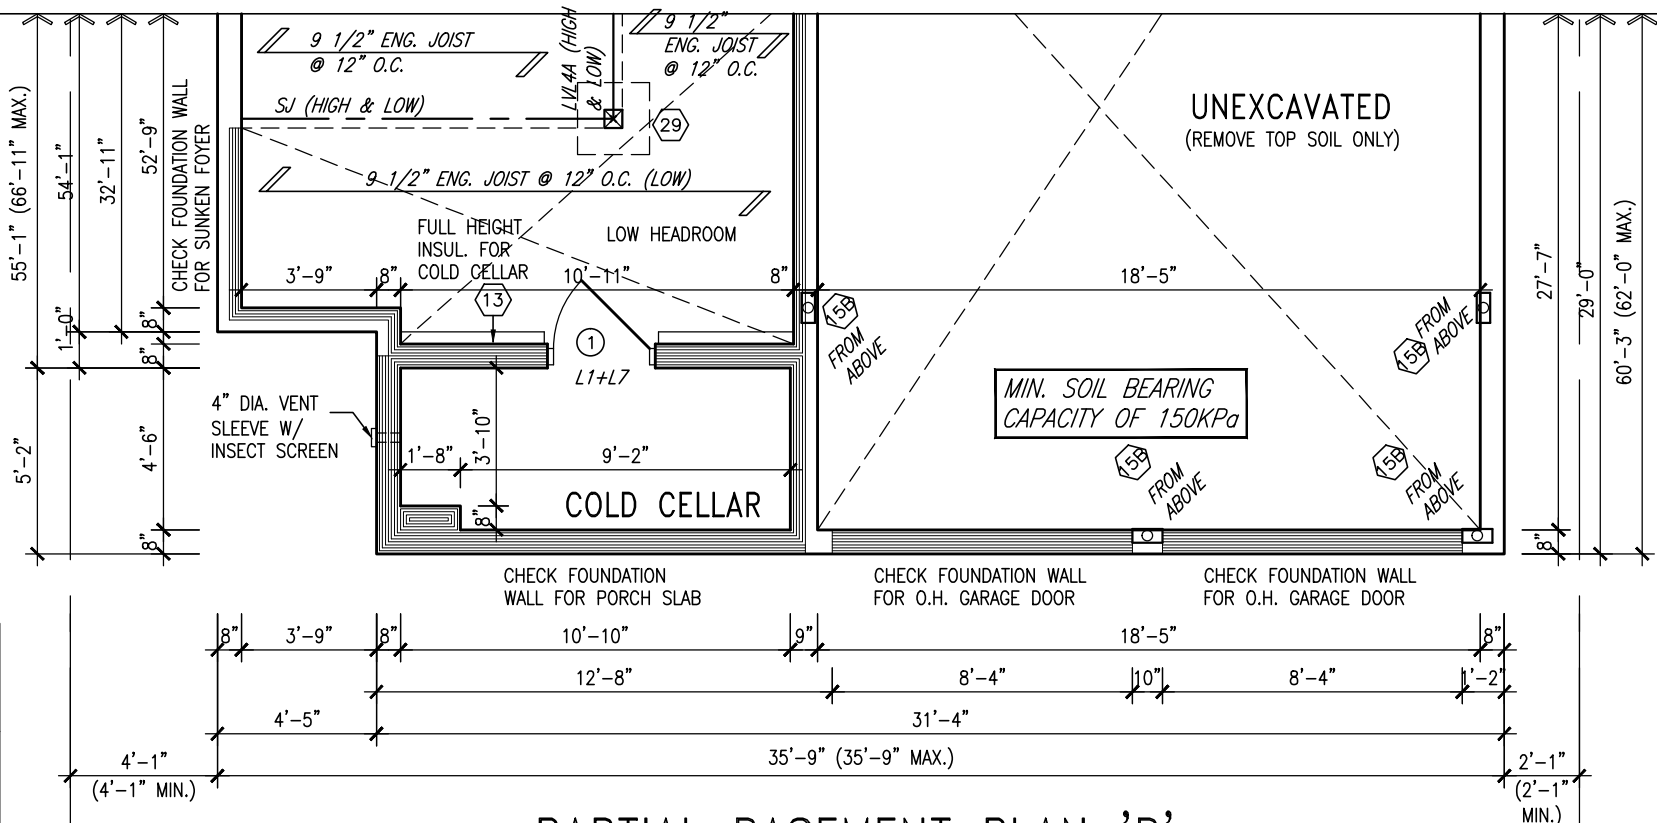 9 1/2" ENG. JOIST
@ 12" O.C.
LVL4A (HIGH
& LOW)
9 1/2"
ENG. JOIST
@ 12" O.C.
SJ (HIGH & LOW)
29
UNEXCAVATED
(REMOVE TOP SOIL ONLY)
9 1/2" ENG. JOIST @ 12" O.C. (LOW)
FULL HEIGHT
INSUL. FOR
COLD CELLAR
LOW HEADROOM
55'-1" (66'-11" MAX.)
54'-1"
32'-11"
52'-9"
CHECK FOUNDATION WALL
FOR SUNKEN FOYER
3'-9"
8"
10'-11"
8"
18'-5"
13
1
L1+L7
15B
FROM
ABOVE
15B
FROM
ABOVE
27'-7"
29'-0"
60'-3" (62'-0" MAX.)
1'-0"
8"
8"
MIN. SOIL BEARING
CAPACITY OF 150KPa
4" DIA. VENT
SLEEVE W/
INSECT SCREEN
5'-2"
4'-6"
8"
3'-10"
1'-8"
9'-2"
8"
COLD CELLAR
15B
FROM
ABOVE
15B
FROM
ABOVE
8"
CHECK FOUNDATION
WALL FOR PORCH SLAB
CHECK FOUNDATION WALL
FOR O.H. GARAGE DOOR
CHECK FOUNDATION WALL
FOR O.H. GARAGE DOOR
8"
3'-9"
8"
10'-10"
9"
18'-5"
8"
12'-8"
8'-4"
10"
8'-4"
1'-2"
4'-5"
31'-4"
4'-1"
(4'-1" MIN.)
35'-9" (35'-9" MAX.)
2'-1"
(2'-1"
MIN.)
PARTIAL BASEMENT PLAN 'B'